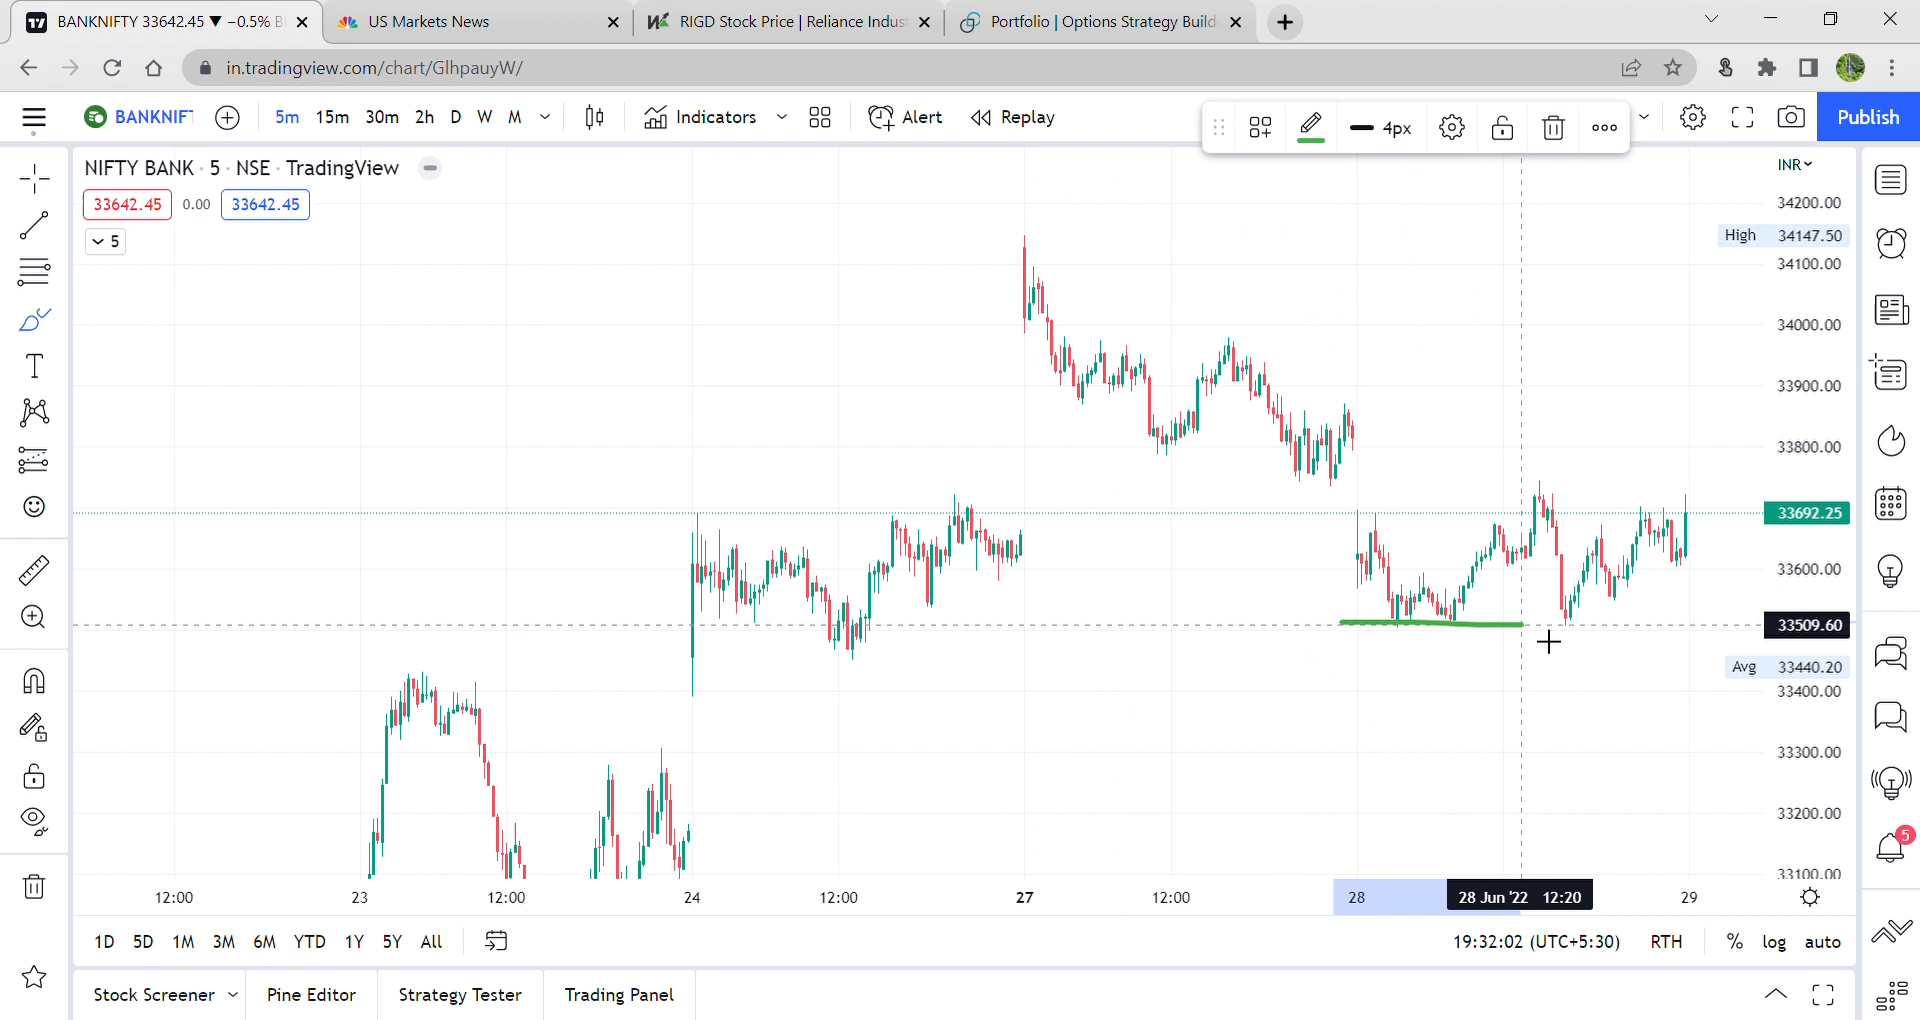 BANKNIFTY 33642.45 ▼ −0.5% B
US Markets News
RIGD Stock Price | Reliance Indus
Portfolio | Options Strategy Build
in.tradingview.com/chart/GlhpauyW/
BANKNIFT
5m 15m 30m 2h D W M
Indicators
Alert
Replay
4px
Publish
NIFTY BANK · 5 · NSE · TradingView
33642.45 0.00 33642.45
5
INR
34200.00
High 34147.50
34100.00
34000.00
33900.00
33800.00
33692.25
33600.00
33509.60
Avg 33440.20
33400.00
33300.00
33200.00
33100.00
5
12:00 23 12:00 24 12:00 27 12:00 28 28 Jun '22 12:20 29
1D 5D 1M 3M 6M YTD 1Y 5Y All
19:32:02 (UTC+5:30) RTH % log auto
Stock Screener Pine Editor Strategy Tester Trading Panel